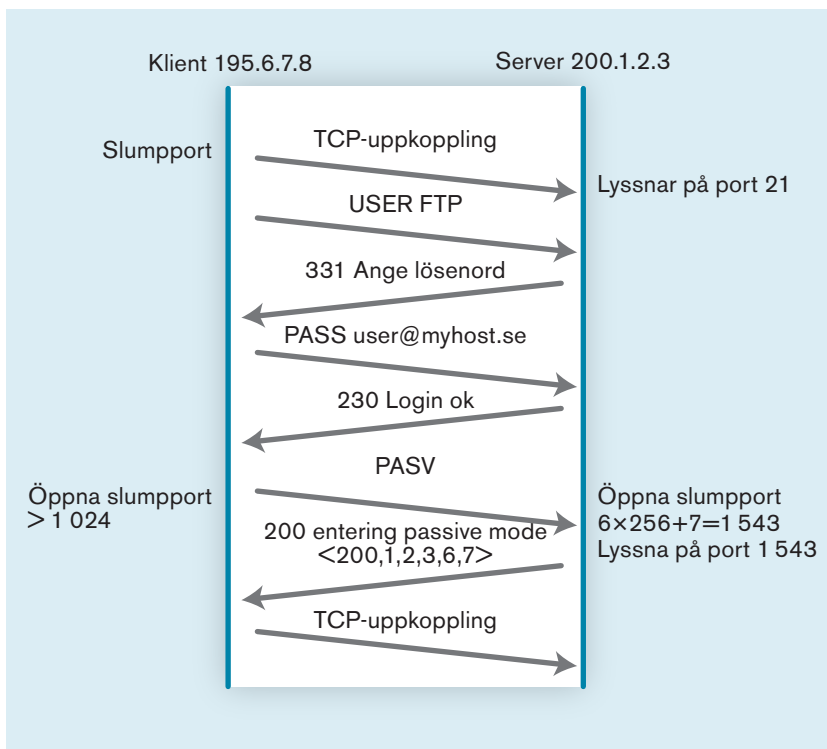 Klient 195.6.7.8
Server 200.1.2.3
TCP-uppkoppling
Slumpport
Lyssnar på port 21
USER FTP
331 Ange lösenord
PASS user@myhost.se
230 Login ok
PASV
Öppna slumpport
> 1 024
Öppna slumpport
6×256+7=1 543
Lyssna på port 1 543
200 entering passive mode
<200,1,2,3,6,7>
TCP-uppkoppling